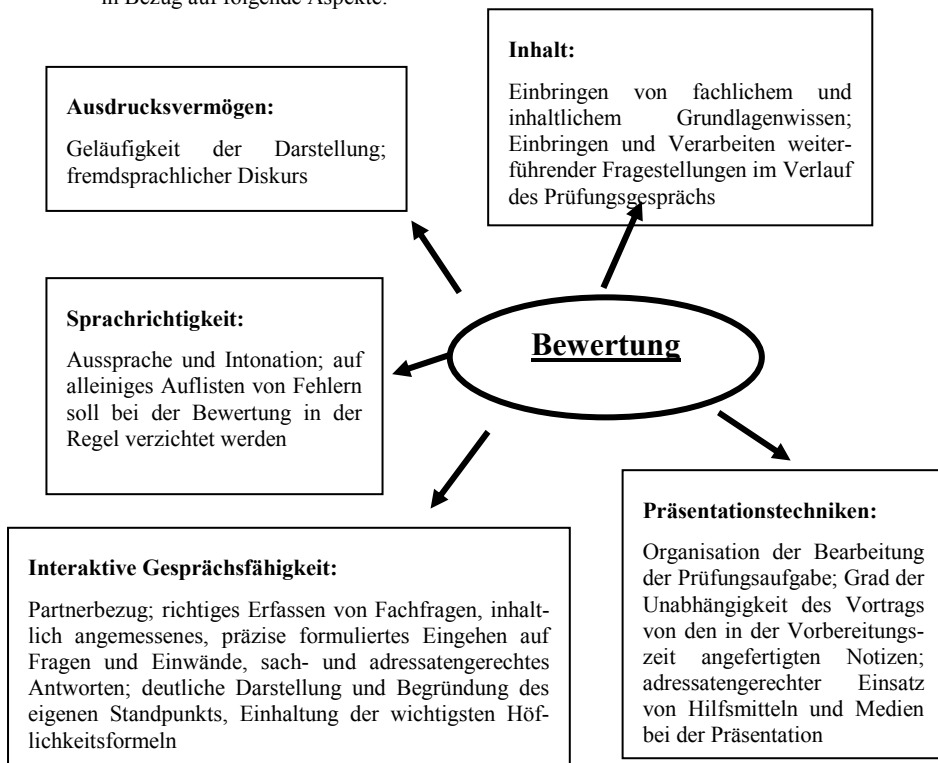 in Bezug auf folgende Aspekte:
Inhalt:
Einbringen von fachlichem und
inhaltlichem Grundlagenwissen;
Einbringen und Verarbeiten weiter-
führender Fragestellungen im Verlauf
des Prüfungsgesprächs
Ausdrucksvermögen:
Geläufigkeit der Darstellung;
fremdsprachlicher Diskurs
Sprachrichtigkeit:
Aussprache und Intonation; auf
alleiniges Auflisten von Fehlern
soll bei der Bewertung in der
Regel verzichtet werden
Bewertung
Interaktive Gesprächsfähigkeit:
Partnerbezug; richtiges Erfassen von Fachfragen, inhalt-
lich angemessenes, präzise formuliertes Eingehen auf
Fragen und Einwände, sach- und adressatengerechtes
Antworten; deutliche Darstellung und Begründung des
eigenen Standpunkts, Einhaltung der wichtigsten Höf-
lichkeitsformeln
Präsentationstechniken:
Organisation der Bearbeitung
der Prüfungsaufgabe; Grad der
Unabhängigkeit des Vortrags
von den in der Vorbereitungs-
zeit angefertigten Notizen;
adressatengerechter Einsatz
von Hilfsmitteln und Medien
bei der Präsentation